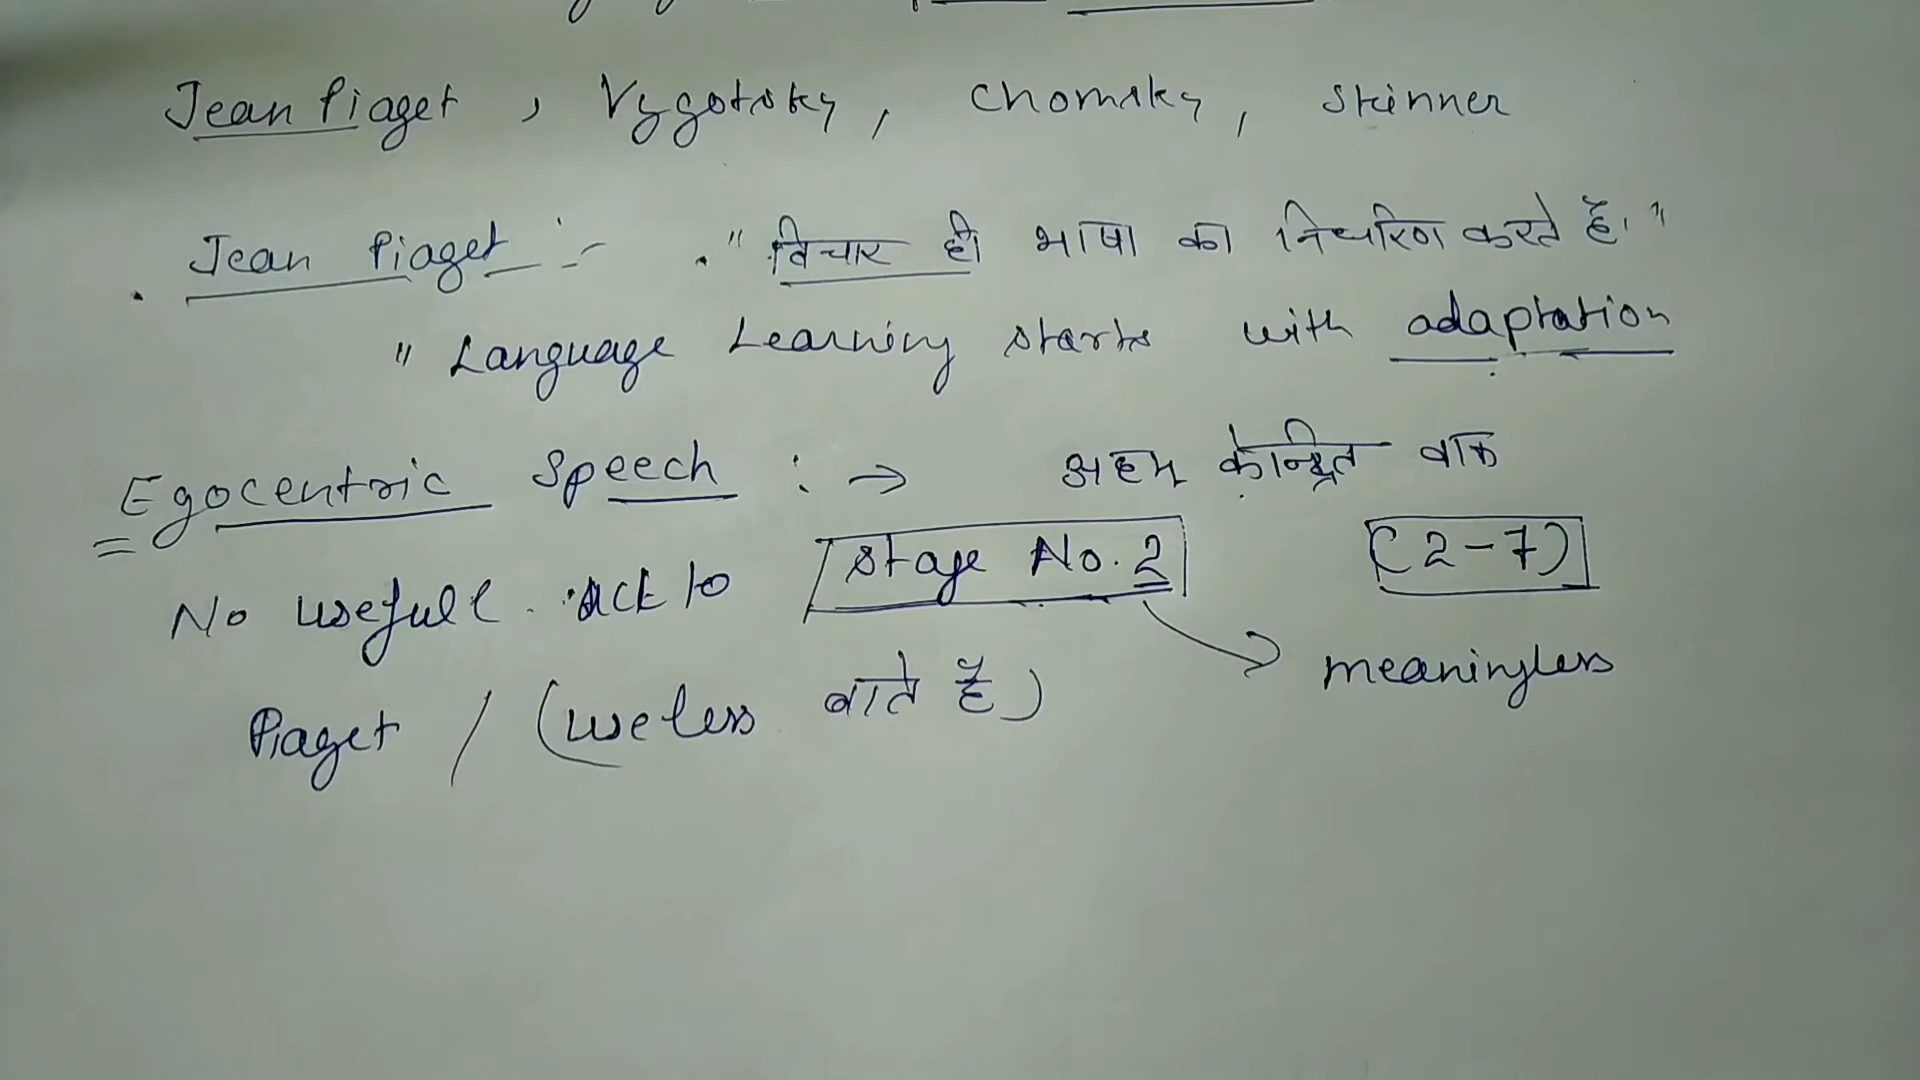 Jean Piaget , Vygotsky , Chomsky , Skinner
. Jean Piaget :- . " विचार ही भाषा का निर्धारण करते हैं। "
" Language Learning starts with adaptation
Egocentric Speech : → अहम केन्द्रित वाक
No usefull . ack to Stage No. 2 (2-7)
Piaget / (useless बाते है) meaningless